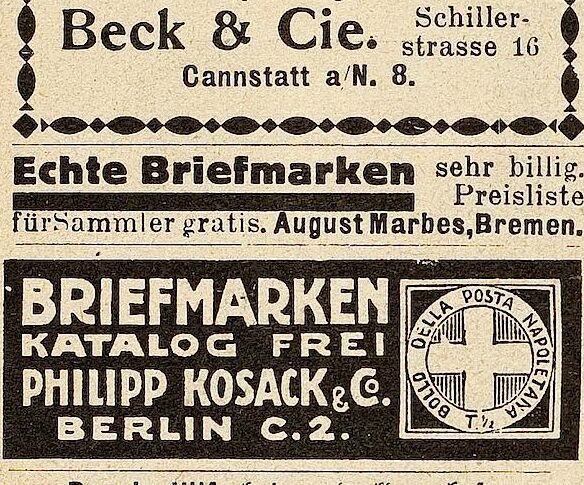 Beck & Cie. Schiller-
strasse 16
Cannstatt a/N. 8.
Echte Briefmarken sehr billig.
Preisliste
für Sammler gratis. August Marbes, Bremen.
BRIEFMARKEN
KATALOG FREI
PHILIPP KOSACK & Co.
BERLIN C.2.
BOLLO DELLA POSTA NAPOLETANA
T. 1/2